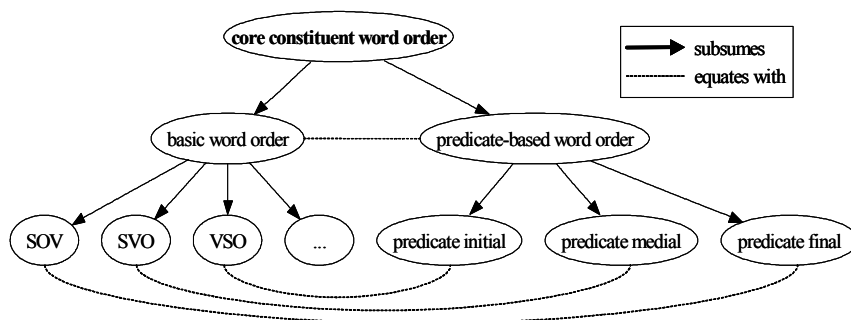 core constituent word order
subsumes
equates with
basic word order
predicate-based word order
SOV
SVO
VSO
...
predicate initial
predicate medial
predicate final